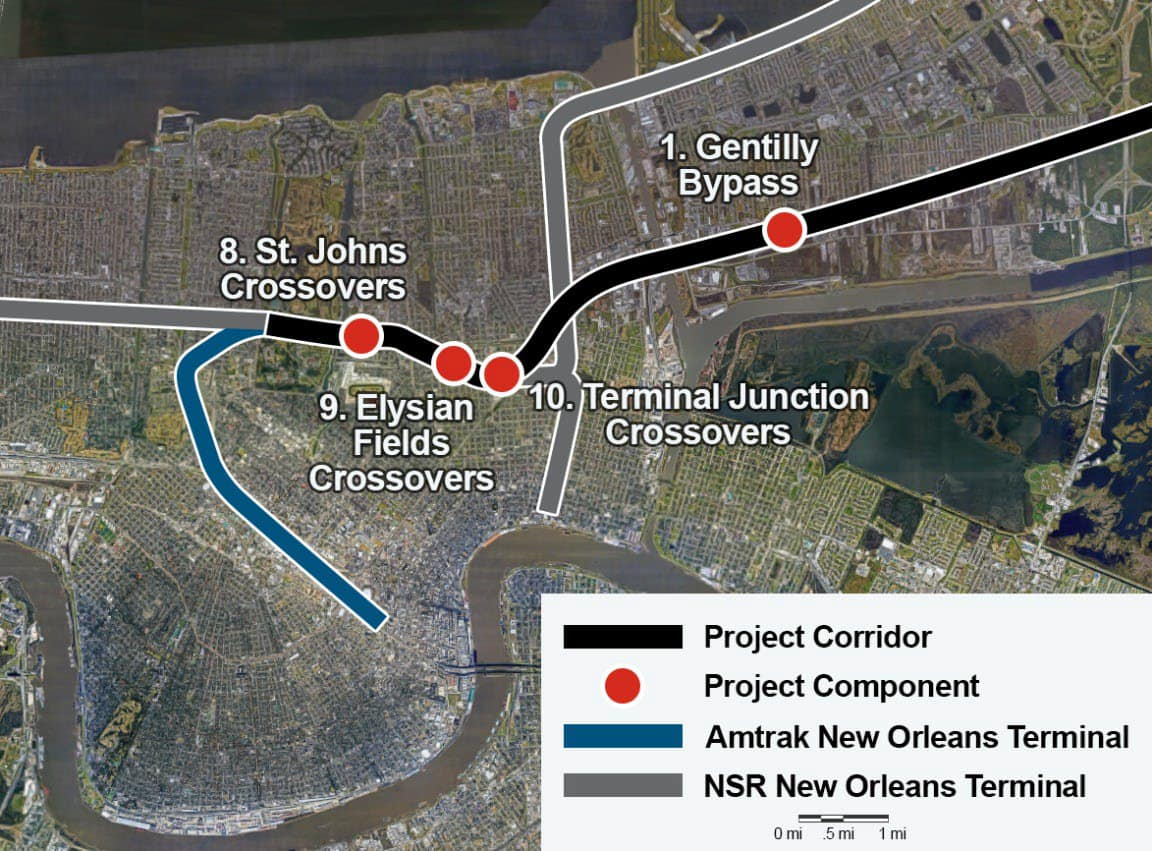 1. Gentilly
Bypass
8. St. Johns
Crossovers
9. Elysian
Fields
Crossovers
10. Terminal Junction
Crossovers
Project Corridor
Project Component
Amtrak New Orleans Terminal
NSR New Orleans Terminal
0 mi .5 mi 1 mi